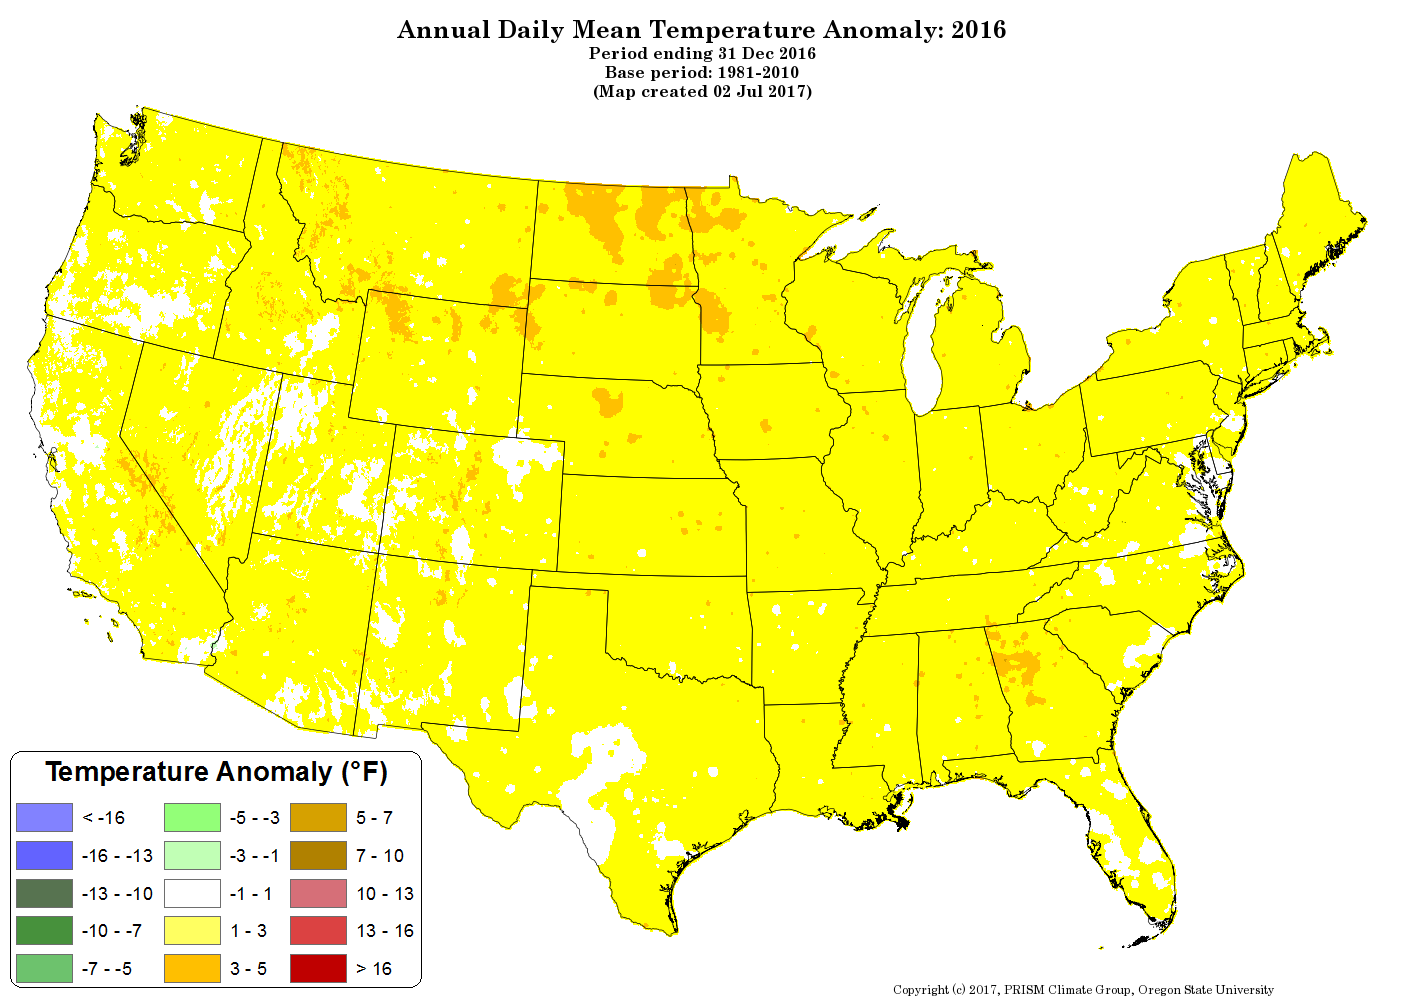 Annual Daily Mean Temperature Anomaly: 2016
Period ending 31 Dec 2016
Base period: 1981-2010
(Map created 02 Jul 2017)
Temperature Anomaly (°F)
< -16
-5 - -3
5 - 7
-16 - -13
-3 - -1
7 - 10
-13 - -10
-1 - 1
10 - 13
-10 - -7
1 - 3
13 - 16
-7 - -5
3 - 5
> 16
Copyright (c) 2017, PRISM Climate Group, Oregon State University